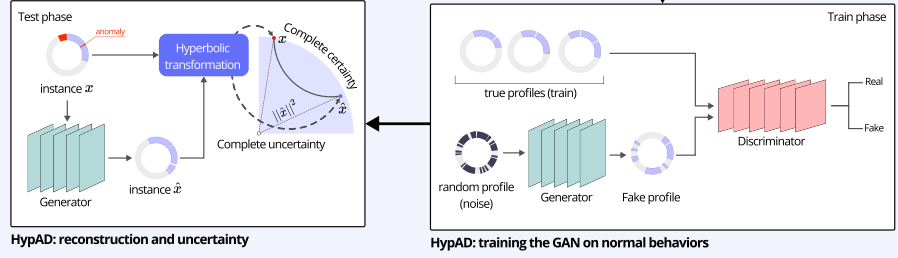 Test phase
anomaly
instance x
Hyperbolic
transformation
x
Complete certainty
x̂
||x̂||²
Complete uncertainty
Generator
instance x̂
HypAD: reconstruction and uncertainty
Train phase
true profiles (train)
Real
Fake
Discriminator
random profile
(noise)
Generator
Fake profile
HypAD: training the GAN on normal behaviors